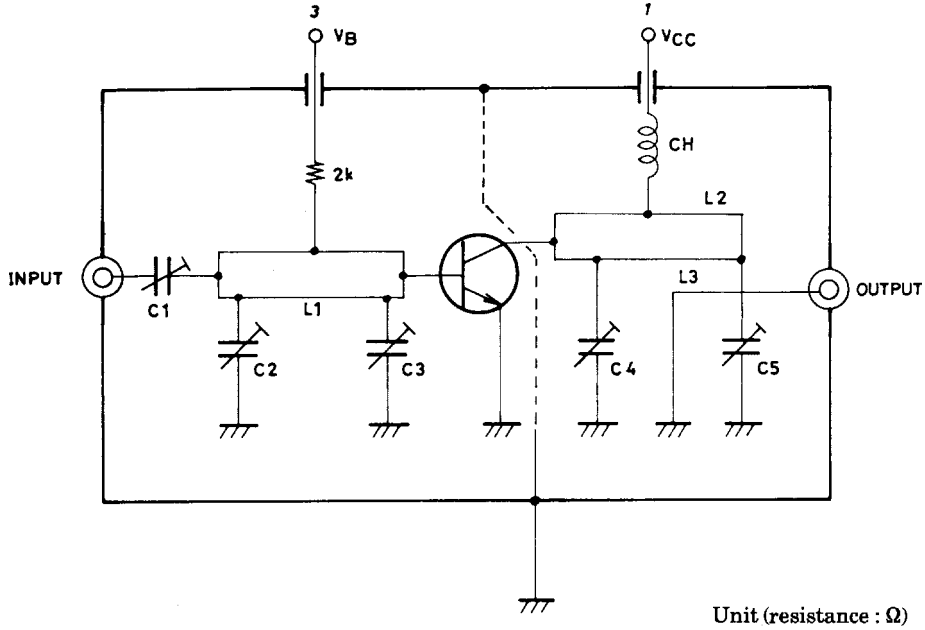 3
1
VB
VCC
CH
2k
L2
INPUT
C1
L1
L3
OUTPUT
C2
C3
C4
C5
Unit (resistance : Ω)